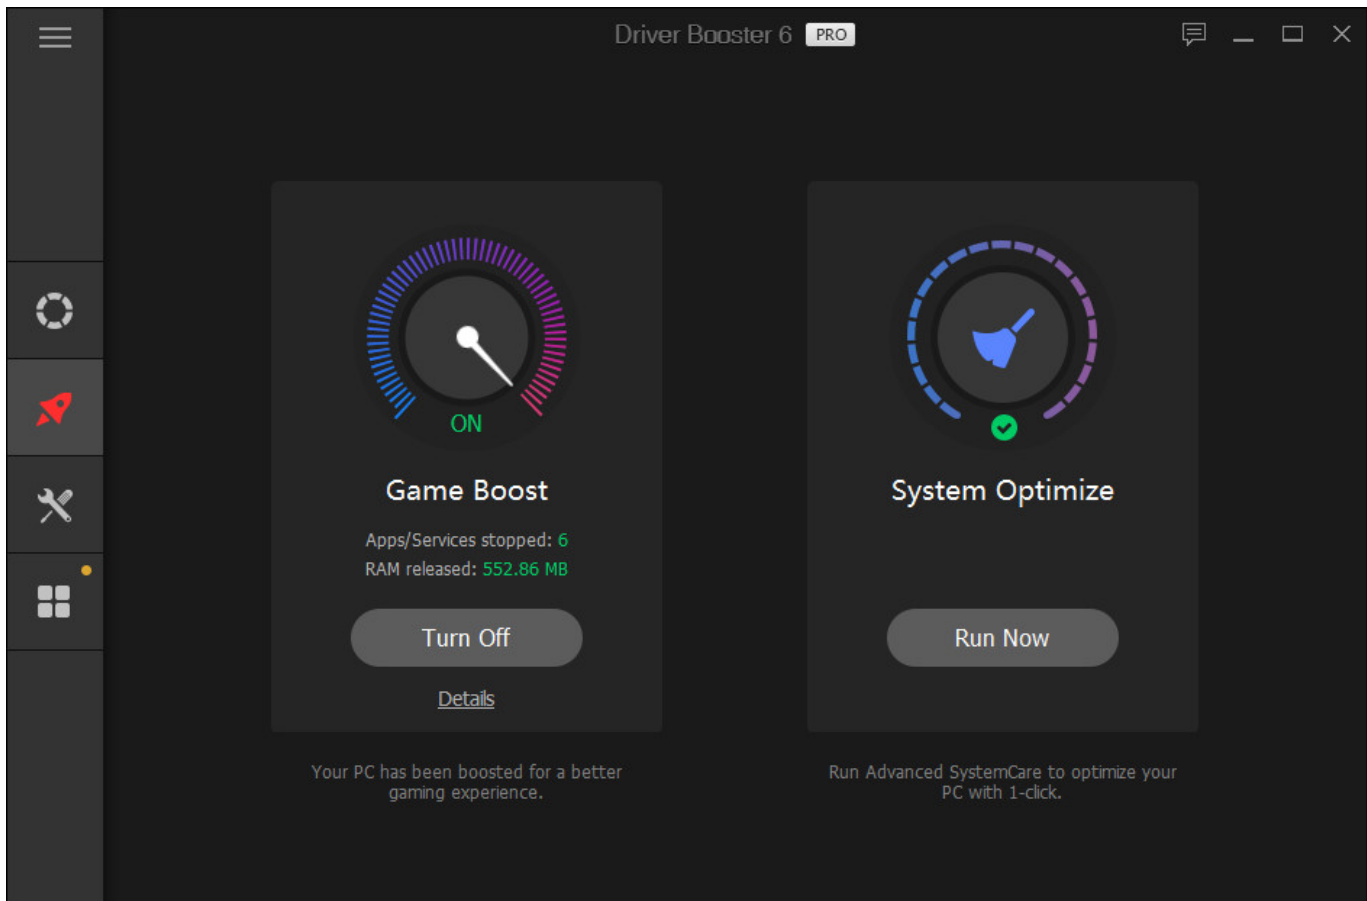 Driver Booster 6 PRO
ON
Game Boost
Apps/Services stopped: 6
RAM released: 552.86 MB
Turn Off
Details
Your PC has been boosted for a better
gaming experience.
System Optimize
Run Now
Run Advanced SystemCare to optimize your
PC with 1-click.